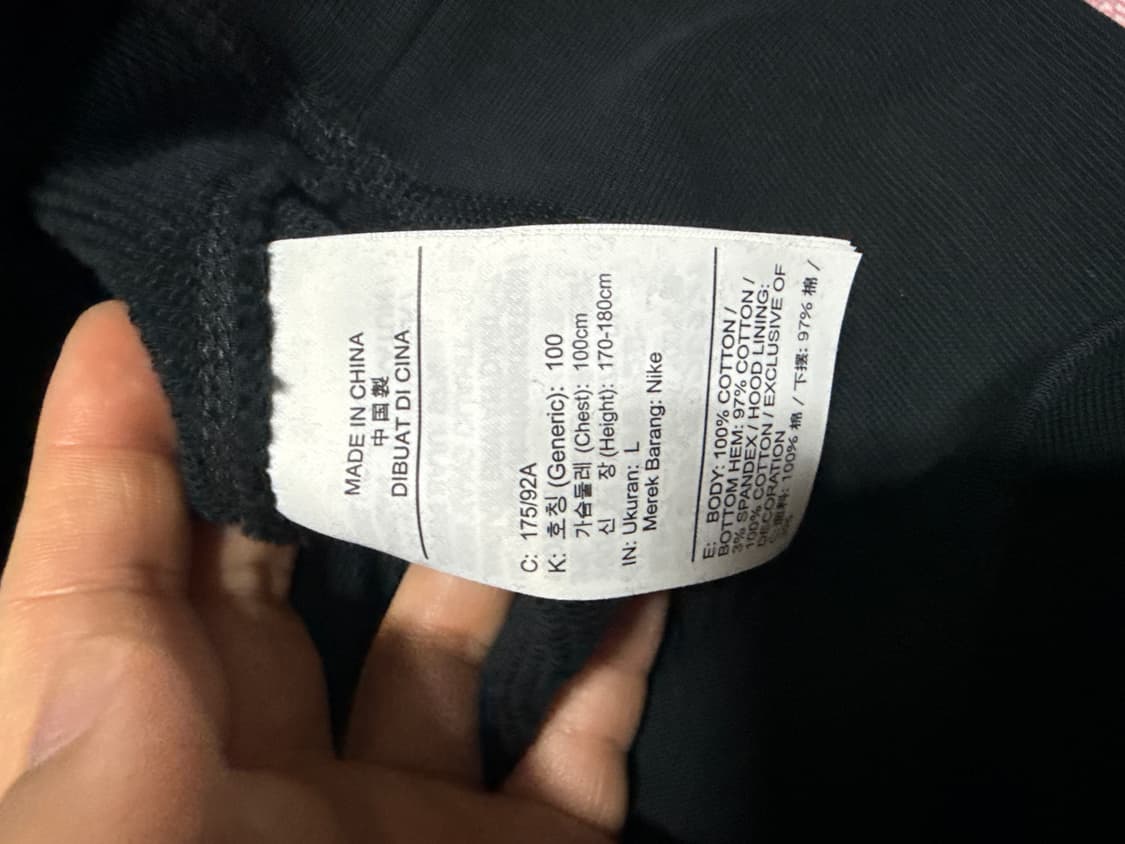 MADE IN CHINA
中国製
DIBUAT DI CINA
C: 175/92A
K: 호칭 (Generic): 100
가슴둘레 (Chest): 100cm
신 장 (Height): 170-180cm
IN: Ukuran: L
Merek Barang: Nike
E: BODY: 100% COTTON /
BOTTOM HEM: 97% COTTON /
3% SPANDEX / HOOD LINING:
100% COTTON / EXCLUSIVE OF
DECORATION
C: 面料: 100% 棉 / 下摆: 97% 棉 /